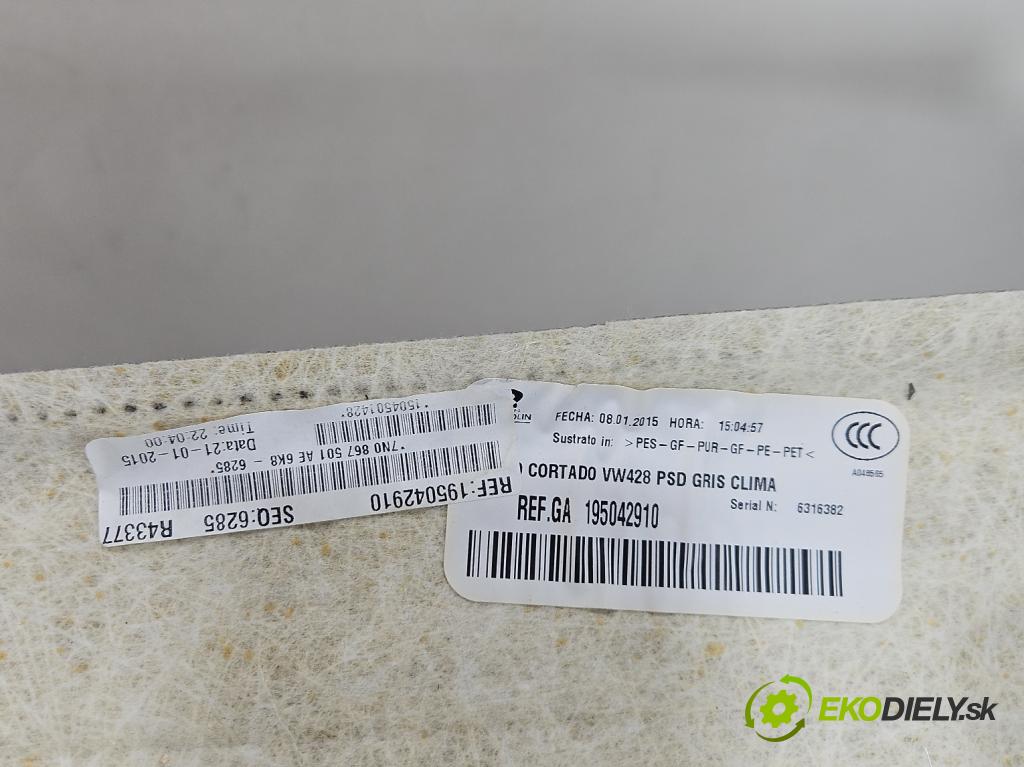 FECHA: 08.01.2015 HORA: 15:04:57
Sustrato in: >PES-GF-PUR-GF-PE-PET<
CORTADO VW428 PSD GRIS CLIMA
REF.GA 195042910
Serial N: 6316382
CCC
A048565
REF:195042910
SEQ:6285
R43377
*7N0 867 501 AE 6K8 - 6285*
Data:21-01-2015
Time: 22:04:00
*1504501428*
EKODIELY.sk